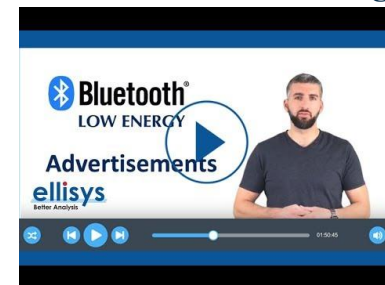 Bluetooth®
LOW ENERGY
Advertisements
ellisys
Better Analysis
01:50:45